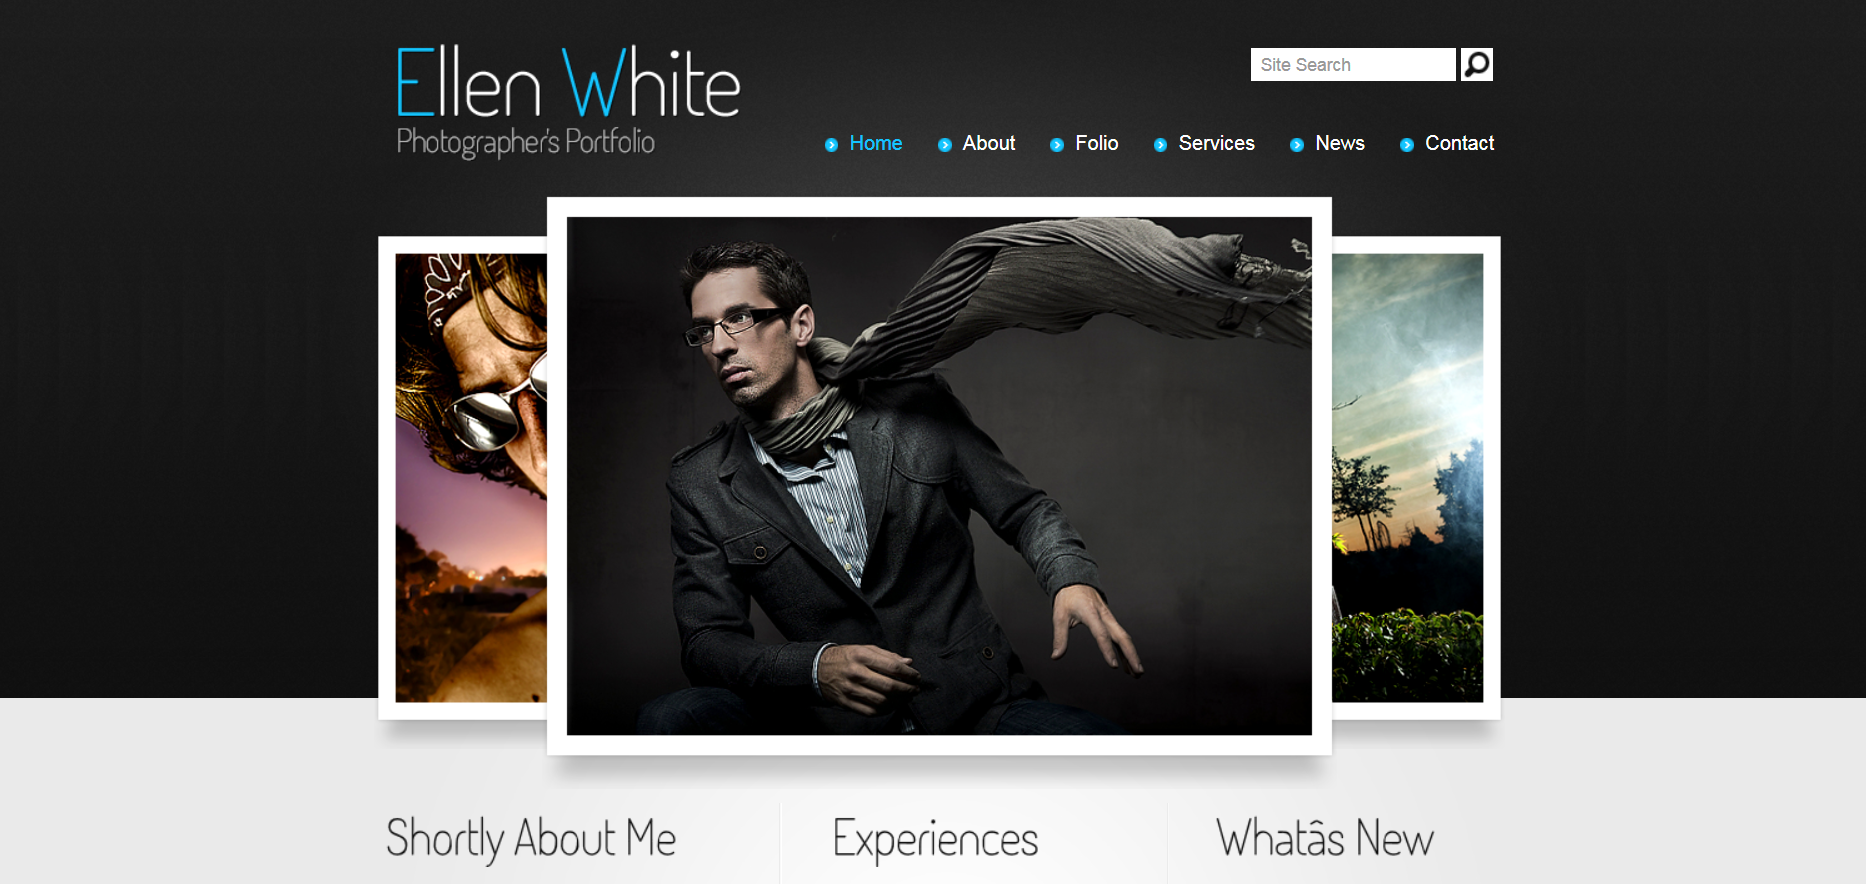 Ellen White
Photographer's Portfolio
Site Search
Home About Folio Services News Contact
Shortly About Me
Experiences
Whatâs New